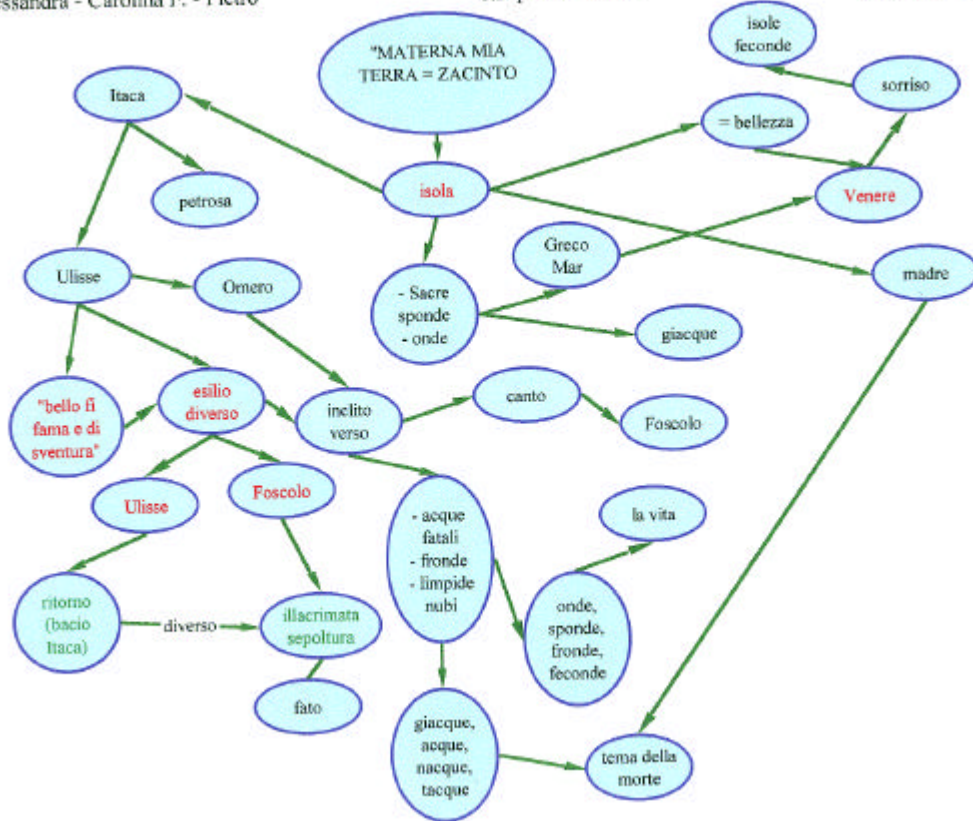 Carolina F. - Pietro
"MATERNA MIA
TERRA = ZACINTO
isole
feconde
sorriso
Itaca
= bellezza
petrosa
isola
Venere
Greco
Mar
madre
Ulisse
Omero
- Sacre
sponde
- onde
giacque
"bello fi
fama e di
sventura"
esilio
diverso
inclito
verso
canto
Foscolo
Ulisse
Foscolo
- acque
fatali
- fronde
- limpide
nubi
la vita
ritorno
(bacio
Itaca)
diverso
illacrimata
sepoltura
onde,
sponde,
fronde,
feconde
fato
giacque,
acque,
nacque,
tacque
tema della
morte